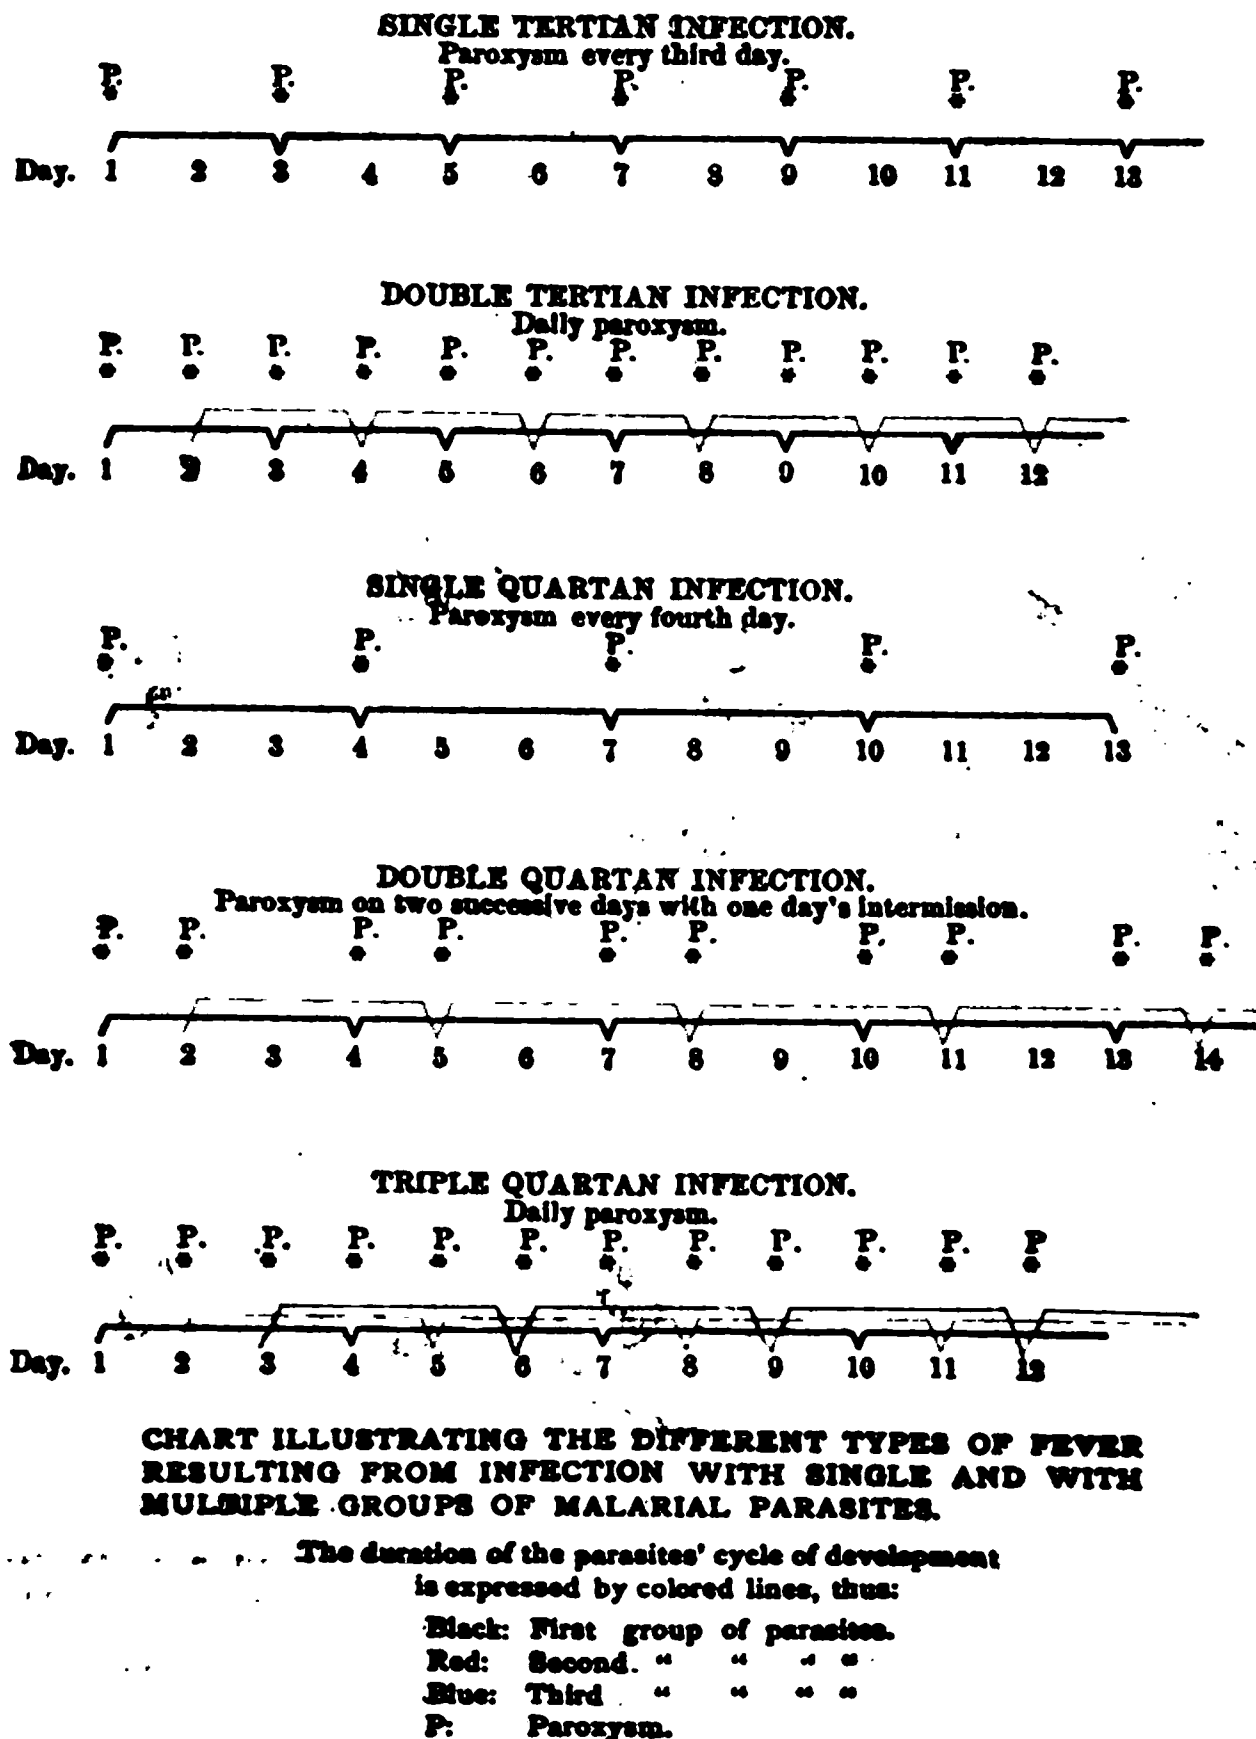 SINGLE TERTIAN INFECTION.
Paroxysm every third day.
P. P. P. P. P. P. P.
Day. 1 2 3 4 5 6 7 8 9 10 11 12 13
DOUBLE TERTIAN INFECTION.
Daily paroxysm.
P. P. P. P. P. P. P. P. P. P. P. P.
Day. 1 2 3 4 5 6 7 8 9 10 11 12
SINGLE QUARTAN INFECTION.
Paroxysm every fourth day.
P. P. P. P. P.
Day. 1 2 3 4 5 6 7 8 9 10 11 12 13
DOUBLE QUARTAN INFECTION.
Paroxysm on two successive days with one day's intermission.
P. P. P. P. P. P. P. P. P. P.
Day. 1 2 3 4 5 6 7 8 9 10 11 12 13 14
TRIPLE QUARTAN INFECTION.
Daily paroxysm.
P. P. P. P. P. P. P. P. P. P. P. P
Day. 1 2 3 4 5 6 7 8 9 10 11 12
CHART ILLUSTRATING THE DIFFERENT TYPES OF FEVER
RESULTING FROM INFECTION WITH SINGLE AND WITH
MULTIPLE GROUPS OF MALARIAL PARASITES.
The duration of the parasites' cycle of development
is expressed by colored lines, thus:
Black: First group of parasites.
Red: Second. " " " "
Blue: Third " " " "
P: Paroxysm.